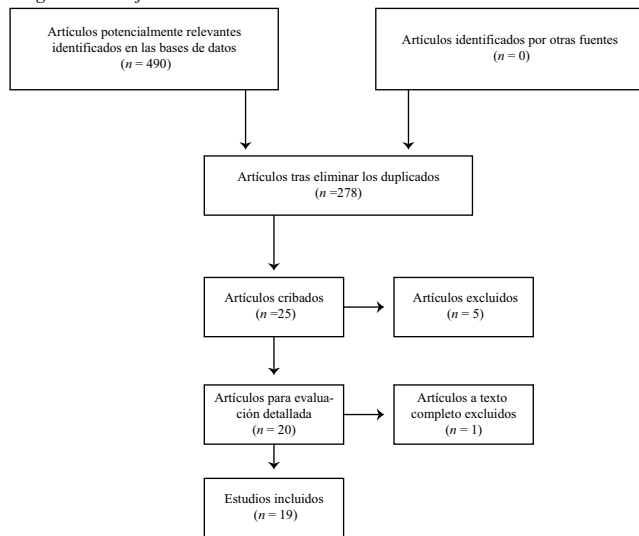 Artículos potencialmente relevantes
identificados en las bases de datos
(n = 490)
Artículos identificados por otras fuentes
(n = 0)
Artículos tras eliminar los duplicados
(n =278)
Artículos cribados
(n =25)
Artículos excluidos
(n = 5)
Artículos para evalua-
ción detallada
(n = 20)
Artículos a texto
completo excluidos
(n = 1)
Estudios incluidos
(n = 19)